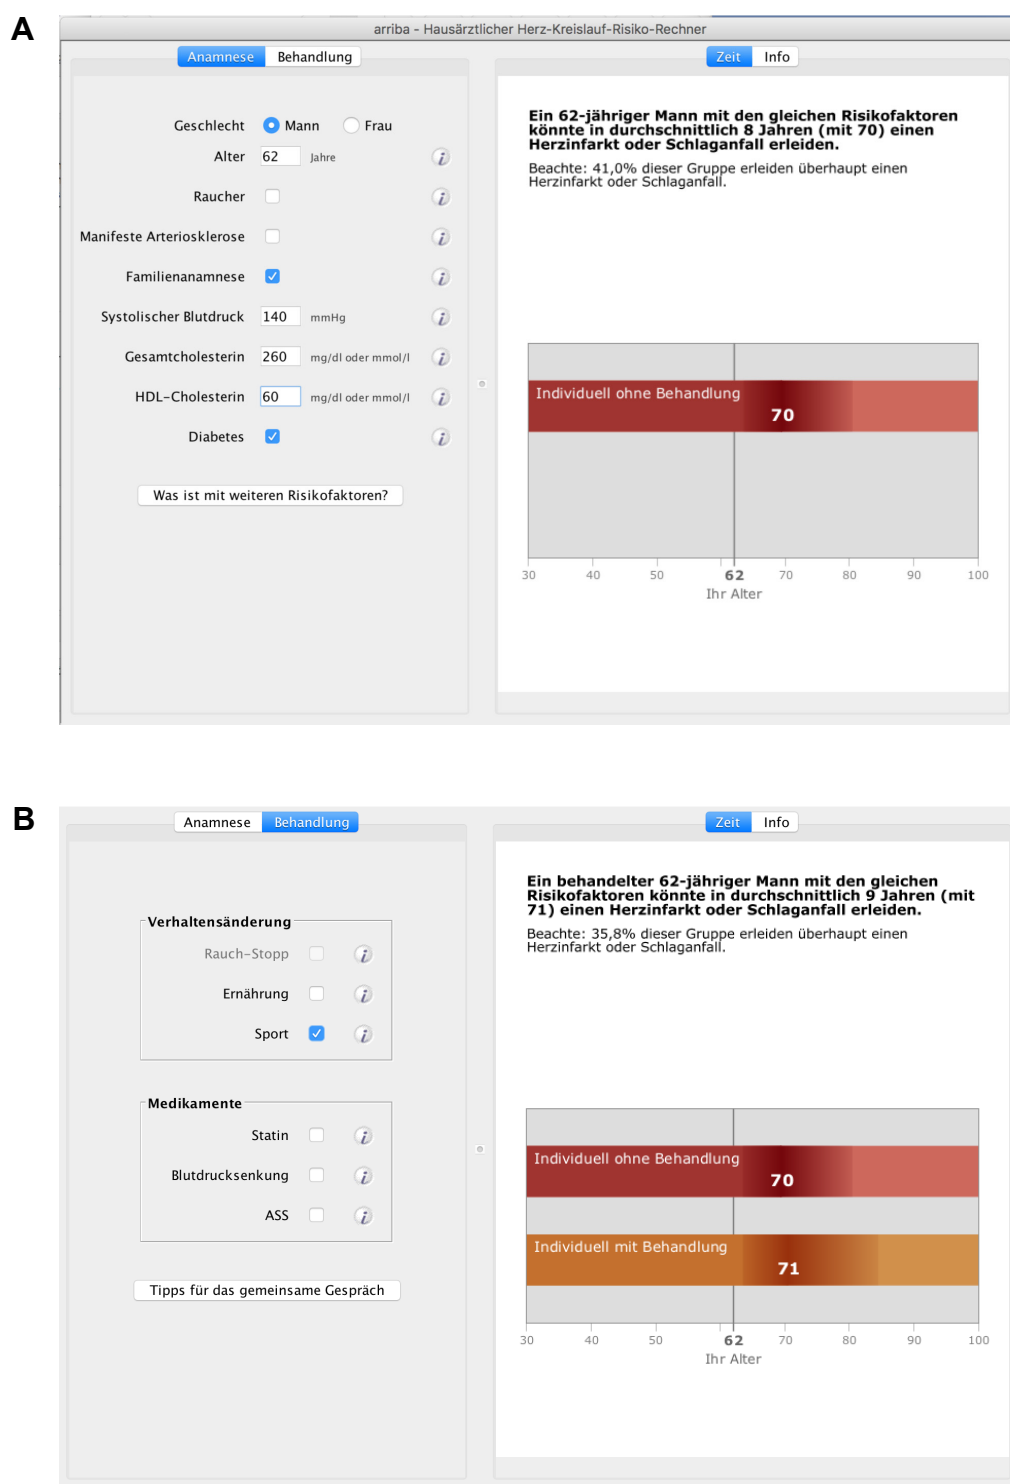 A
arriba - Hausärztlicher Herz-Kreislauf-Risiko-Rechner
Anamnese Behandlung
Geschlecht Mann Frau
Alter 62 Jahre
Raucher
Manifeste Arteriosklerose
Familienanamnese
Systolischer Blutdruck 140 mmHg
Gesamtcholesterin 260 mg/dl oder mmol/l
HDL-Cholesterin 60 mg/dl oder mmol/l
Diabetes
Was ist mit weiteren Risikofaktoren?
Zeit Info
Ein 62-jähriger Mann mit den gleichen Risikofaktoren
könnte in durchschnittlich 8 Jahren (mit 70) einen
Herzinfarkt oder Schlaganfall erleiden.
Beachte: 41,0% dieser Gruppe erleiden überhaupt einen
Herzinfarkt oder Schlaganfall.
Individuell ohne Behandlung
70
30 40 50 62 70 80 90 100
Ihr Alter
B
Anamnese Behandlung
Verhaltensänderung
Rauch-Stopp
Ernährung
Sport
Medikamente
Statin
Blutdrucksenkung
ASS
Tipps für das gemeinsame Gespräch
Zeit Info
Ein behandelter 62-jähriger Mann mit den gleichen
Risikofaktoren könnte in durchschnittlich 9 Jahren (mit
71) einen Herzinfarkt oder Schlaganfall erleiden.
Beachte: 35,8% dieser Gruppe erleiden überhaupt einen
Herzinfarkt oder Schlaganfall.
Individuell ohne Behandlung
70
Individuell mit Behandlung
71
30 40 50 62 70 80 90 100
Ihr Alter